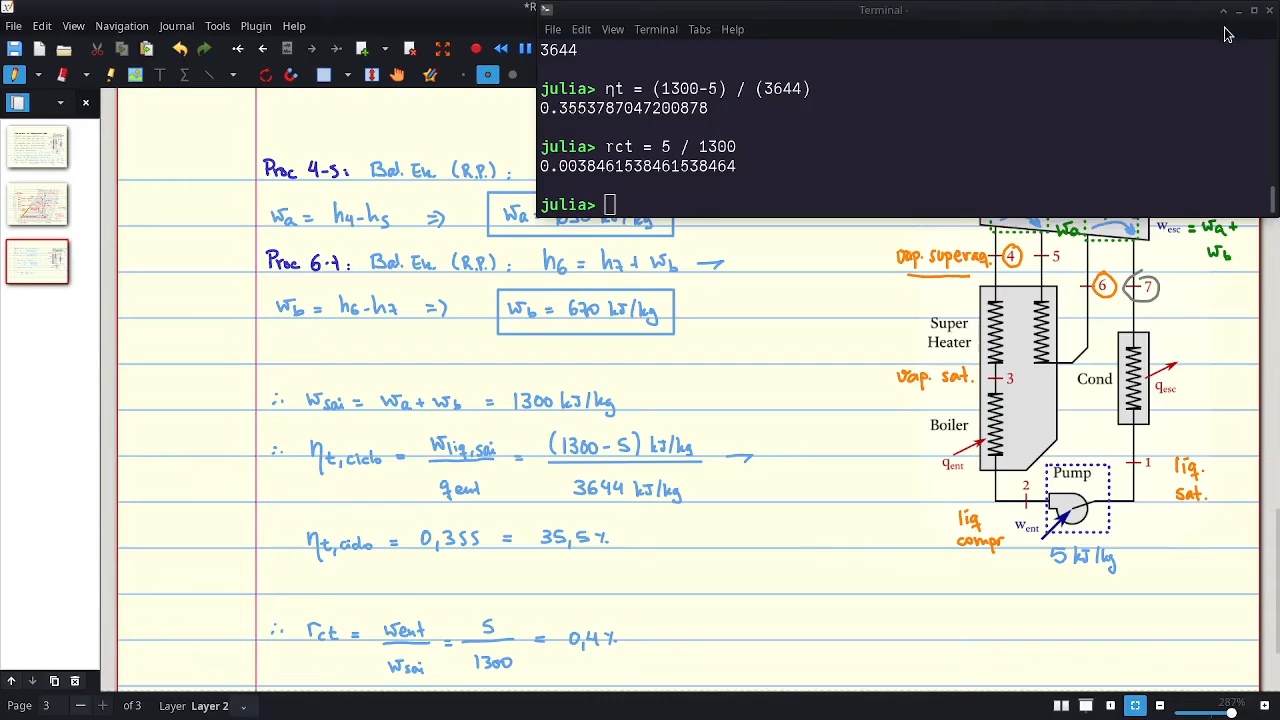 *R
File Edit View Navigation Journal Tools Plugin Help
Terminal -
File Edit View Terminal Tabs Help
3644
julia> ηt = (1300-5) / (3644)
0.3553787047200878
julia> rct = 5 / 1300
0.0038461538461538464
julia>
Proc 4-5: Bal. En (R.P.) :
wa = h4-h5 ⇒ wa= 630 kJ/kg
wa wesc = wa+ wb
Proc 6-7: Bal. En (R.P.) : h6 = h7 + wb →
vap. superaq. 4 5
6 7
wb = h6-h7 ⇒ wb = 670 kJ/kg
Super Heater
vap. sat. 3
Cond
qesc
∴ wsai = wa + wb = 1300 kJ/kg
Boiler
qent
∴ ηt,ciclo = wliq,sai / qent = (1300 - 5) kJ/kg / 3644 kJ/kg →
1 liq. sat.
Pump
2
liq compr
went
5 kJ/kg
ηt,ciclo = 0,355 = 35,5%
∴ rct = went / wsai = 5 / 1300 = 0,4%
Page 3 of 3 Layer Layer 2
287%